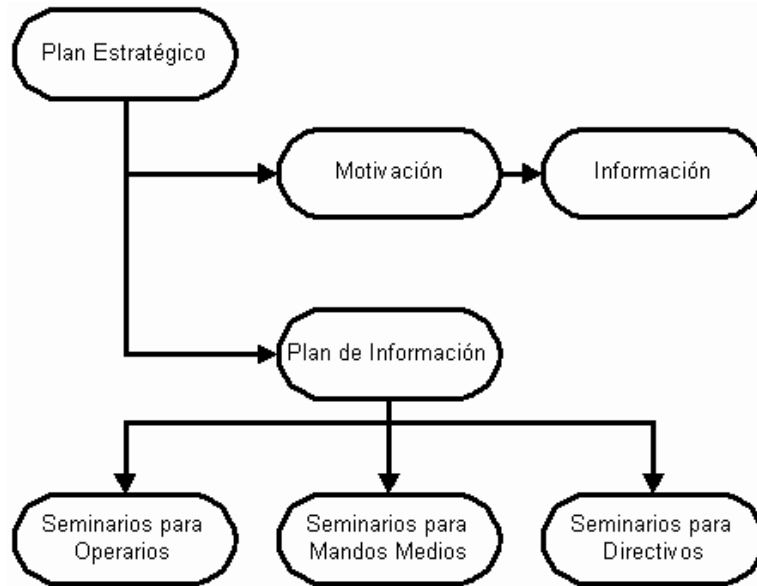 Plan Estratégico
Motivación
Información
Plan de Información
Seminarios para
Operarios
Seminarios para
Mandos Medios
Seminarios para
Directivos